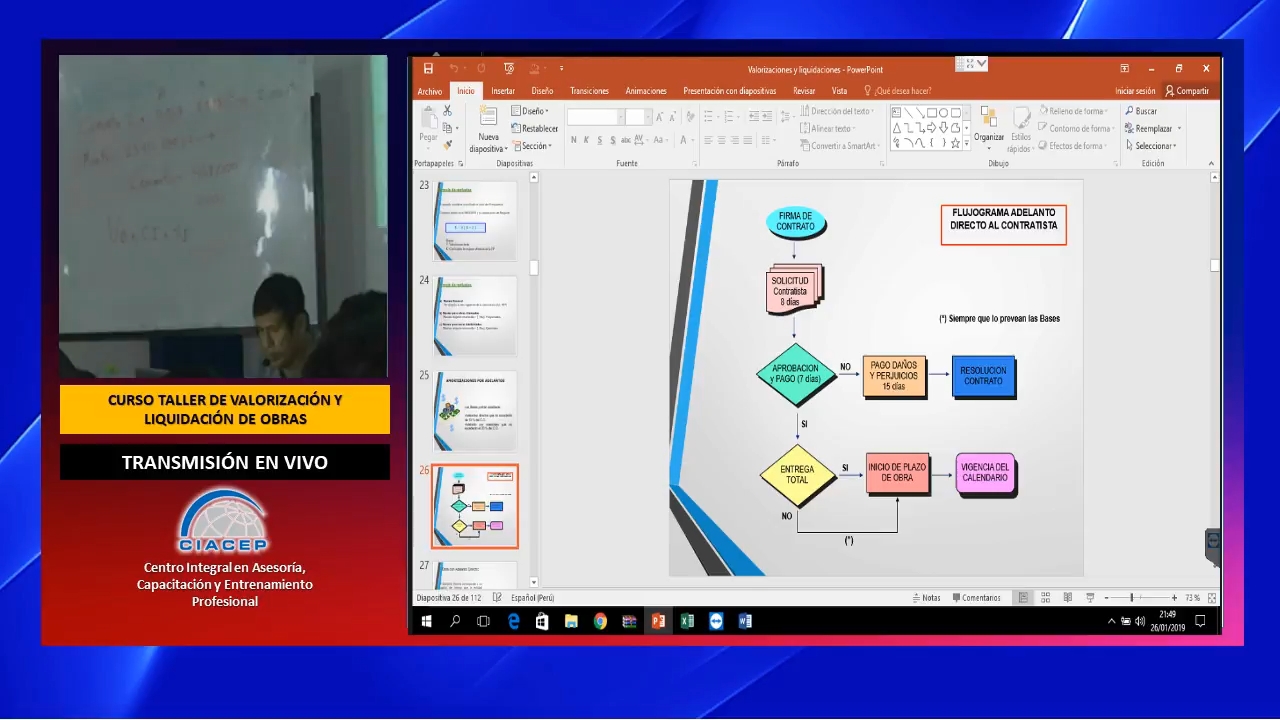 Valorizaciones y liquidaciones - PowerPoint
Archivo
Inicio
Insertar
Diseño
Transiciones
Animaciones
Presentación con diapositivas
Revisar
Vista
¿Qué desea hacer?
Iniciar sesión
Compartir
Pegar
Portapapeles
Nueva
diapositiva
Diseño
Restablecer
Sección
Diapositivas
N K S S abc AV Aa A
Fuente
Dirección del texto
Alinear texto
Convertir a SmartArt
Párrafo
Organizar
Estilos
rápidos
Relleno de forma
Contorno de forma
Efectos de forma
Dibujo
Buscar
Reemplazar
Seleccionar
Edición
23
24
25
26
27
FLUJOGRAMA ADELANTO
DIRECTO AL CONTRATISTA
FIRMA DE
CONTRATO
SOLICITUD
Contratista
8 días
(*) Siempre que lo prevean las Bases
APROBACION
y PAGO (7 días)
NO
PAGO DAÑOS
Y PERJUICIOS
15 días
RESOLUCIÓN
CONTRATO
SI
ENTREGA
TOTAL
SI
INICIO DE PLAZO
DE OBRA
VIGENCIA DEL
CALENDARIO
NO
(*)
Diapositiva 26 de 112
Español (Perú)
Notas
Comentarios
73 %
21:49
26/01/2019
CURSO TALLER DE VALORIZACIÓN Y
LIQUIDACIÓN DE OBRAS
TRANSMISIÓN EN VIVO
CIACEP
Centro Integral en Asesoría,
Capacitación y Entrenamiento
Profesional